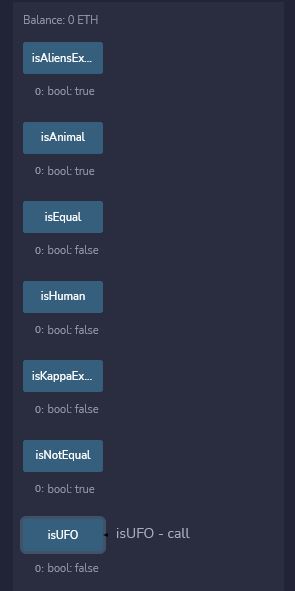 Balance: 0 ETH
isAliensEx...
0: bool: true
isAnimal
0: bool: true
isEqual
0: bool: false
isHuman
0: bool: false
isKappaEx...
0: bool: false
isNotEqual
0: bool: true
isUFO
isUFO - call
0: bool: false